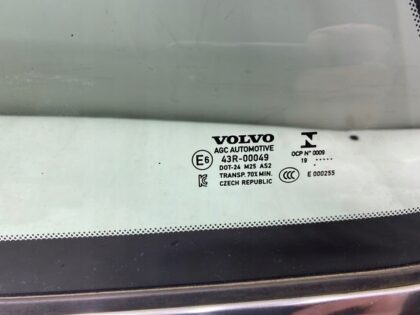 VOLVO
AGC AUTOMOTIVE
E6 43R-00049
DOT-24 M25 AS2
TRANSP. 70% MIN.
CZECH REPUBLIC
OCP N° 0009
19 .....
CCC E 000255